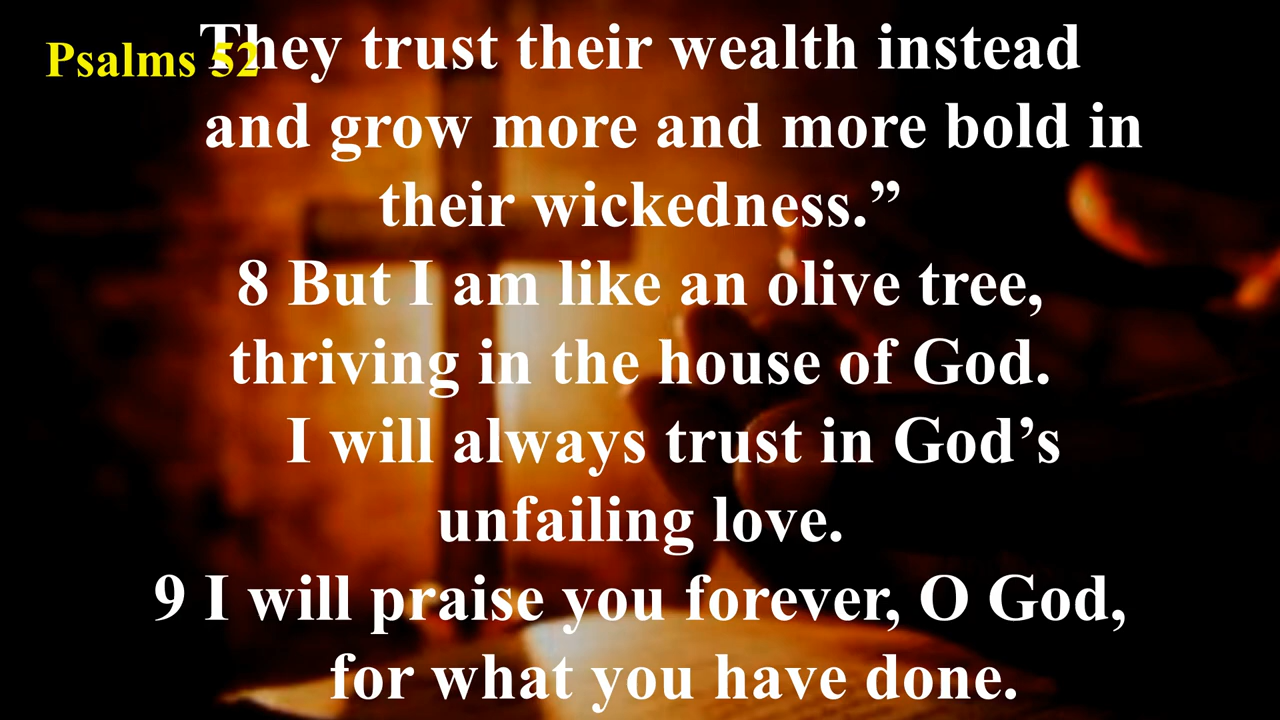 Psalms 52
They trust their wealth instead
and grow more and more bold in
their wickedness.”
8 But I am like an olive tree,
thriving in the house of God.
I will always trust in God’s
unfailing love.
9 I will praise you forever, O God,
for what you have done.